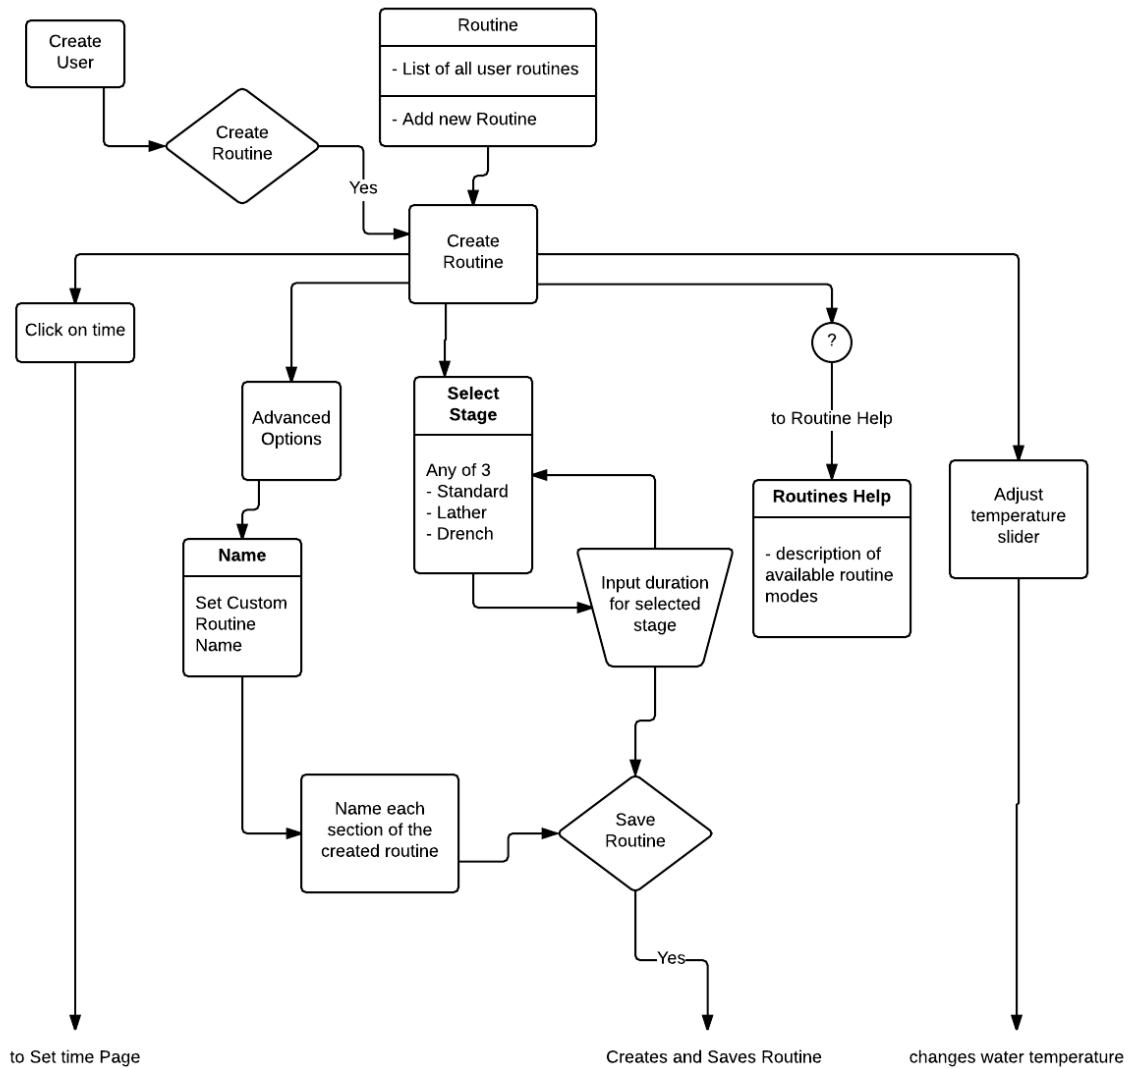 Create
User
Routine
- List of all user routines
- Add new Routine
Create
Routine
Yes
Create
Routine
Click on time
?
Advanced
Options
Select
Stage
Any of 3
- Standard
- Lather
- Drench
to Routine Help
Routines Help
- description of
available routine
modes
Adjust
temperature
slider
Name
Set Custom
Routine
Name
Input duration
for selected
stage
Name each
section of the
created routine
Save
Routine
Yes
to Set time Page
Creates and Saves Routine
changes water temperature